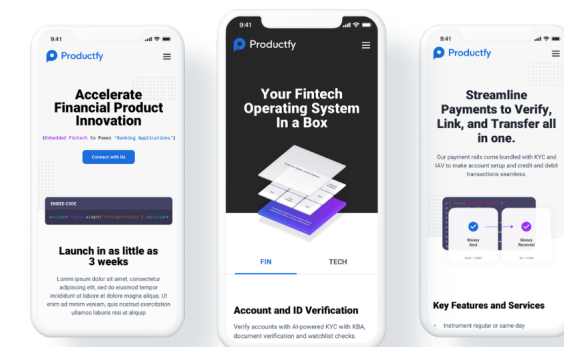 9:41
Productfy
Accelerate
Financial Product
Innovation
[Embedded Fintech to Power 'Banking Applications']
Connect with Us
EMBED CODE
Launch in as little as
3 weeks
Lorem ipsum dolor sit amet, consectetur
adipiscing elit, sed do eiusmod tempor
incididunt ut labore et dolore magna aliqua. Ut
enim ad minim veniam, quis nostrud exercitation
ullamco laboris nisi ut aliquip
9:41
Productfy
Your Fintech
Operating System
In a Box
FIN
TECH
Account and ID Verification
Verify accounts with AI-powered KYC with KBA,
document verification and watchlist checks.
9:41
Productfy
Streamline
Payments to Verify,
Link, and Transfer all
in one.
Our payment rails come bundled with KYC and
IAV to make account setup and credit and debit
transactions seamless.
Money
Sent
Money
Received
Key Features and Services
• Instrument regular or same-day